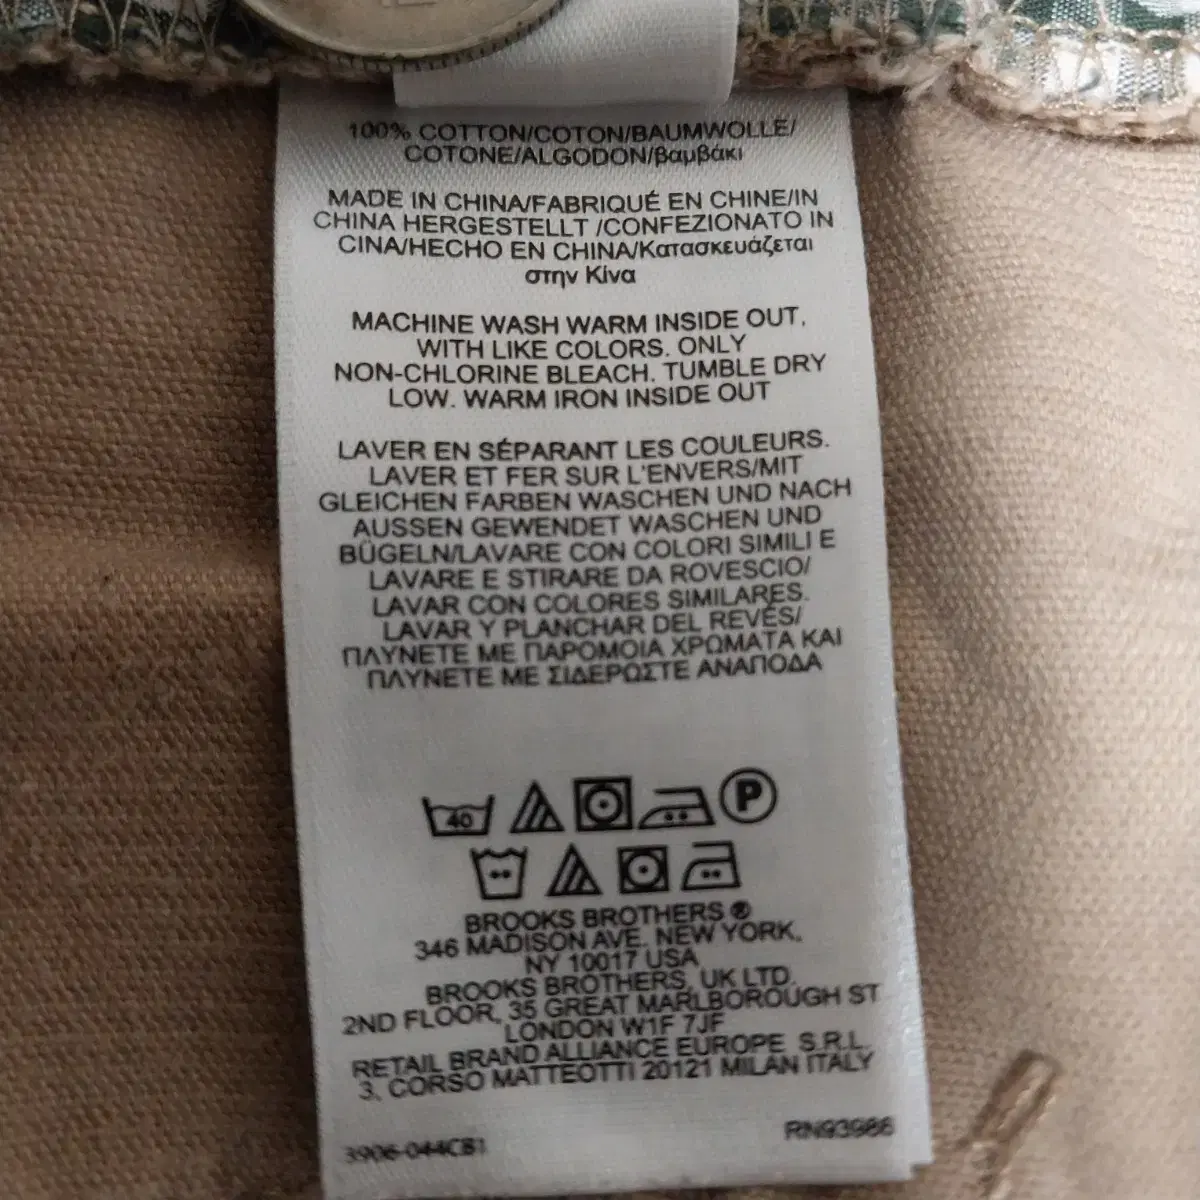 100% COTTON/COTON/BAUMWOLLE/
COTONE/ALGODON/βαμβάκι
MADE IN CHINA/FABRIQUÉ EN CHINE/IN
CHINA HERGESTELLT /CONFEZIONATO IN
CINA/HECHO EN CHINA/Κατασκευάζεται
στην Κίνα
MACHINE WASH WARM INSIDE OUT,
WITH LIKE COLORS. ONLY
NON-CHLORINE BLEACH. TUMBLE DRY
LOW. WARM IRON INSIDE OUT
LAVER EN SÉPARANT LES COULEURS.
LAVER ET FER SUR L'ENVERS/MIT
GLEICHEN FARBEN WASCHEN UND NACH
AUSSEN GEWENDET WASCHEN UND
BÜGELN/LAVARE CON COLORI SIMILI E
LAVARE E STIRARE DA ROVESCIO/
LAVAR CON COLORES SIMILARES.
LAVAR Y PLANCHAR DEL REVÉS/
ΠΛΥΝΕΤΕ ΜΕ ΠΑΡΟΜΟΙΑ ΧΡΩΜΑΤΑ ΚΑΙ
ΠΛΥΝΕΤΕ ΜΕ ΣΙΔΕΡΩΣΤΕ ΑΝΑΠΟΔΑ
40 P
BROOKS BROTHERS ®
346 MADISON AVE. NEW YORK,
NY 10017 USA
BROOKS BROTHERS, UK LTD.
2ND FLOOR, 35 GREAT MARLBOROUGH ST
LONDON W1F 7JF
RETAIL BRAND ALLIANCE EUROPE S.R.L.
3, CORSO MATTEOTTI 20121 MILAN ITALY
RN93986
3906-044CB1